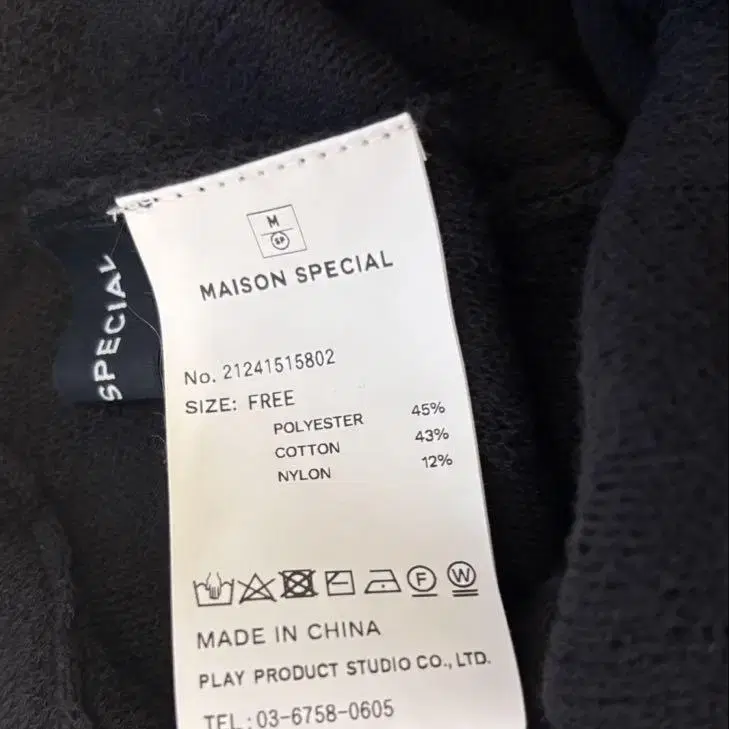 M
SP
MAISON SPECIAL
SPECIAL
No. 21241515802
SIZE: FREE
POLYESTER 45%
COTTON 43%
NYLON 12%
F W
MADE IN CHINA
PLAY PRODUCT STUDIO CO., LTD.
TEL:03-6758-0605